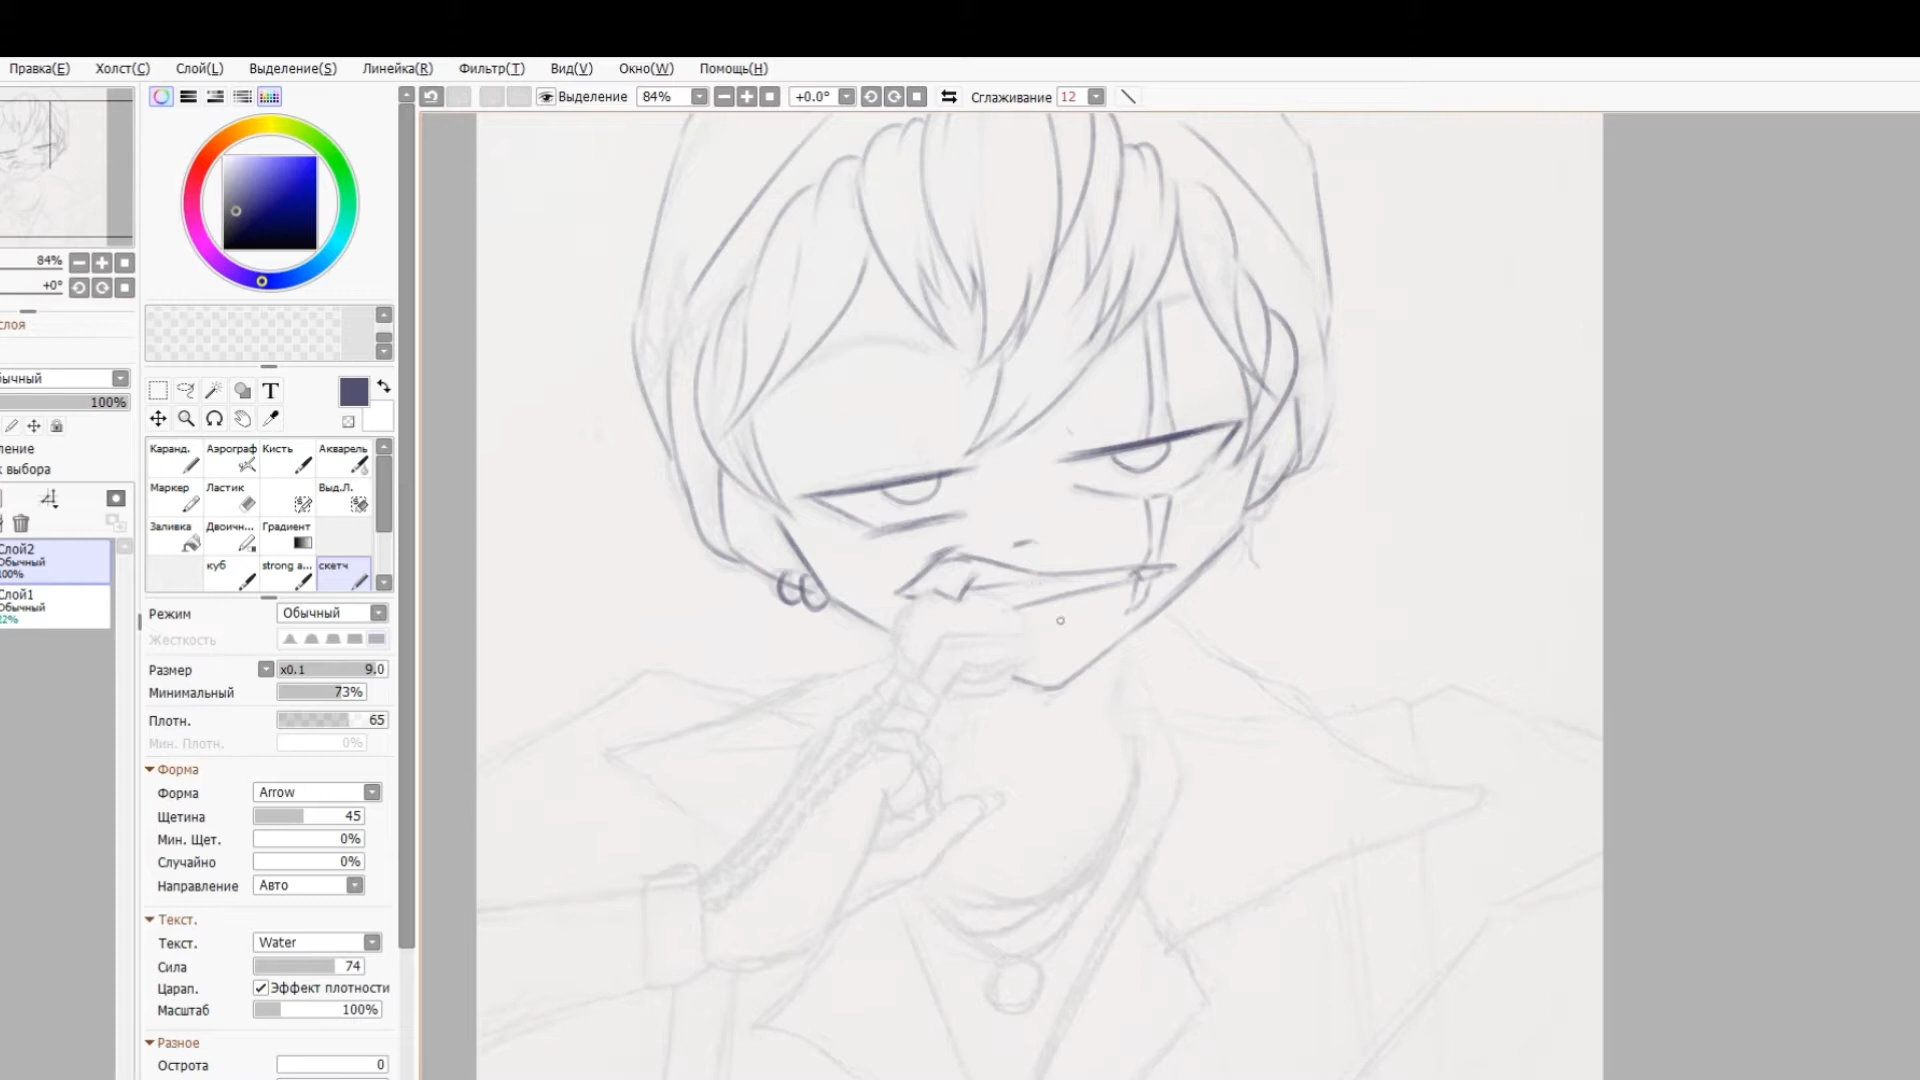 Правка(E) Холст(C) Слой(L) Выделение(S) Линейка(R) Фильтр(T) Вид(V) Окно(W) Помощь(H)
Выделение 84% +0.0° Сглаживание 12
84%
+0°
слоя
100%
T
Каранд. Аэрограф Кисть Акварель
Маркер Ластик Выд.Л.
Заливка Двоичн... Градиент
куб strong a... скетч
ление
к выбора
Слой2
Обычный
100%
Слой1
Обычный
22%
Режим Обычный
Жесткость
Размер x0.1 9.0
Минимальный 73%
Плотн. 65
Мин. Плотн. 0%
Форма
Форма Arrow
Щетина 45
Мин. Щет. 0%
Случайно 0%
Направление Авто
Текст.
Текст. Water
Сила 74
Царап. Эффект плотности
Масштаб 100%
Разное
Острота 0